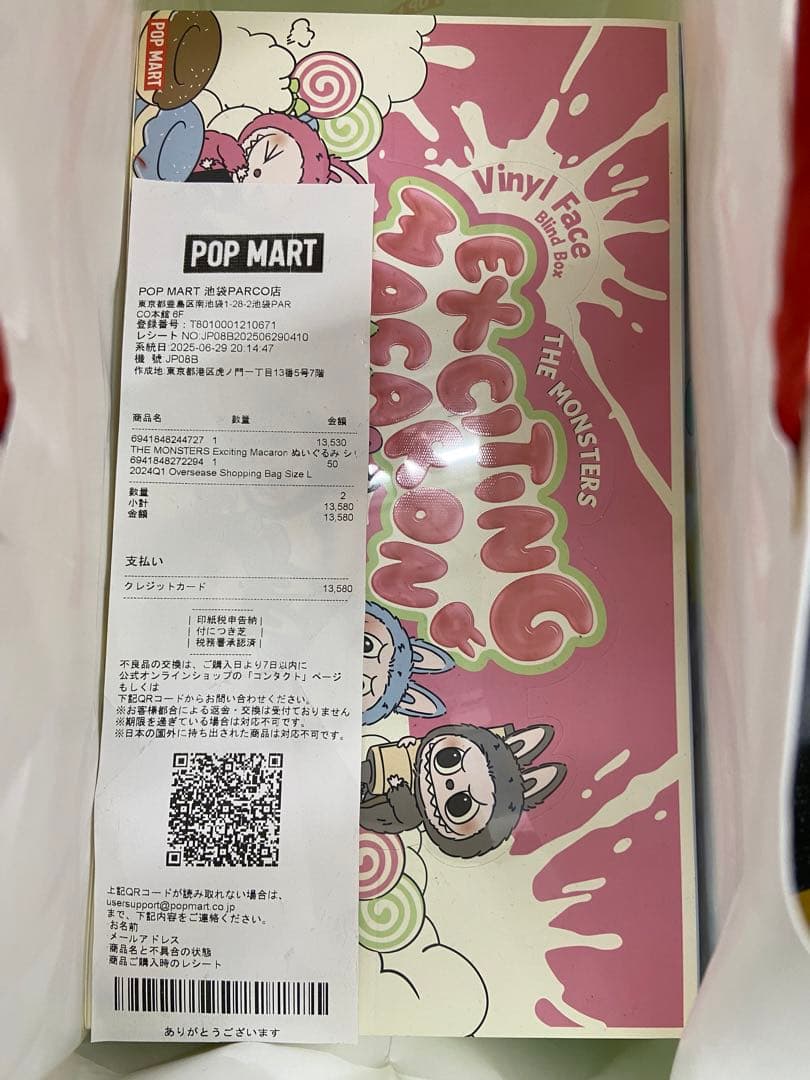 POP MART
Vinyl Face
Blind Box
EXCITING
MACARON
THE MONSTERS
POP MART
POP MART 池袋PARCO店
東京都豊島区南池袋1-28-2池袋PAR
CO本館 6F
登録番号:T8010001210671
レシート NO:JP08B202506290410
系統日:2025-06-29 20:14:47
機 號:JP08B
作成地:東京都港区虎ノ門一丁目13番5号7階
商品名 数量 金額
6941848244727 1 13,530
THE MONSTERS Exciting Macaron ぬいぐるみ シリ
6941848272294 1 50
2024Q1 Oversease Shopping Bag Size L
数量 2
小計 13,580
金額 13,580
支払い
クレジットカード 13,580
印紙税申告納
付につき芝
税務署承認済
不良品の交換は、ご購入日より7日以内に
公式オンラインショップの「コンタクト」ページ
もしくは
下記QRコードからお問い合わせください。
※お客様都合による返金・交換は受付ておりません
※期限を過ぎている場合は対応不可です。
※日本の国外に持ち出された商品は対応不可です。
上記QRコードが読み取れない場合は、
usersupport@popmart.co.jp
まで、下記内容をご連絡ください。
お名前
メールアドレス
商品名と不具合の状態
商品ご購入時のレシート
ありがとうございます